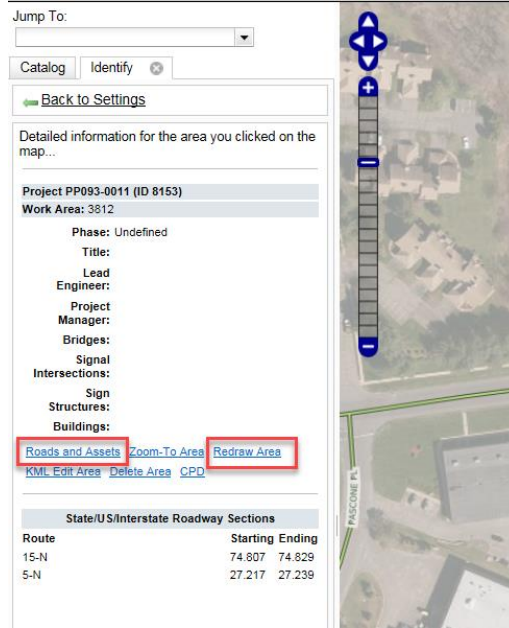 Jump To:
Catalog Identify
Back to Settings
Detailed information for the area you clicked on the
map...
Project PP093-0011 (ID 8153)
Work Area: 3812
Phase: Undefined
Title:
Lead
Engineer:
Project
Manager:
Bridges:
Signal
Intersections:
Sign
Structures:
Buildings:
Roads and Assets Zoom-To Area Redraw Area
KML Edit Area Delete Area CPD
State/US/Interstate Roadway Sections
Route Starting Ending
15-N 74.807 74.829
5-N 27.217 27.239
PASCONE PL